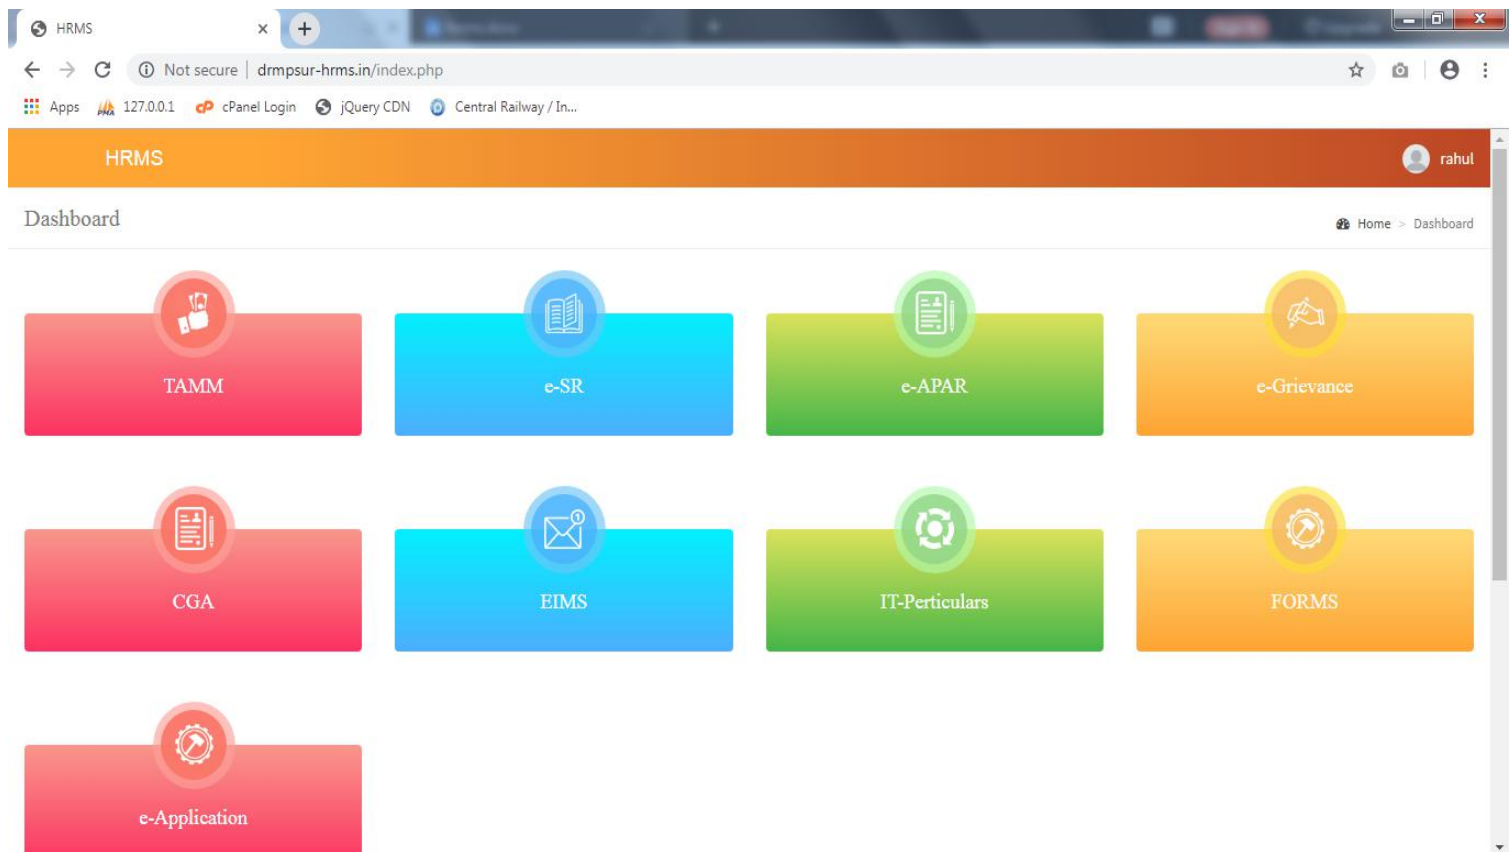 HRMS
Not secure | drmpsur-hrms.in/index.php
Apps 127.0.0.1 cPanel Login jQuery CDN Central Railway / In...
HRMS rahul
Dashboard Home > Dashboard
TAMM e-SR e-APAR e-Grievance
1
CGA EIMS IT-Perticulars FORMS
e-Application